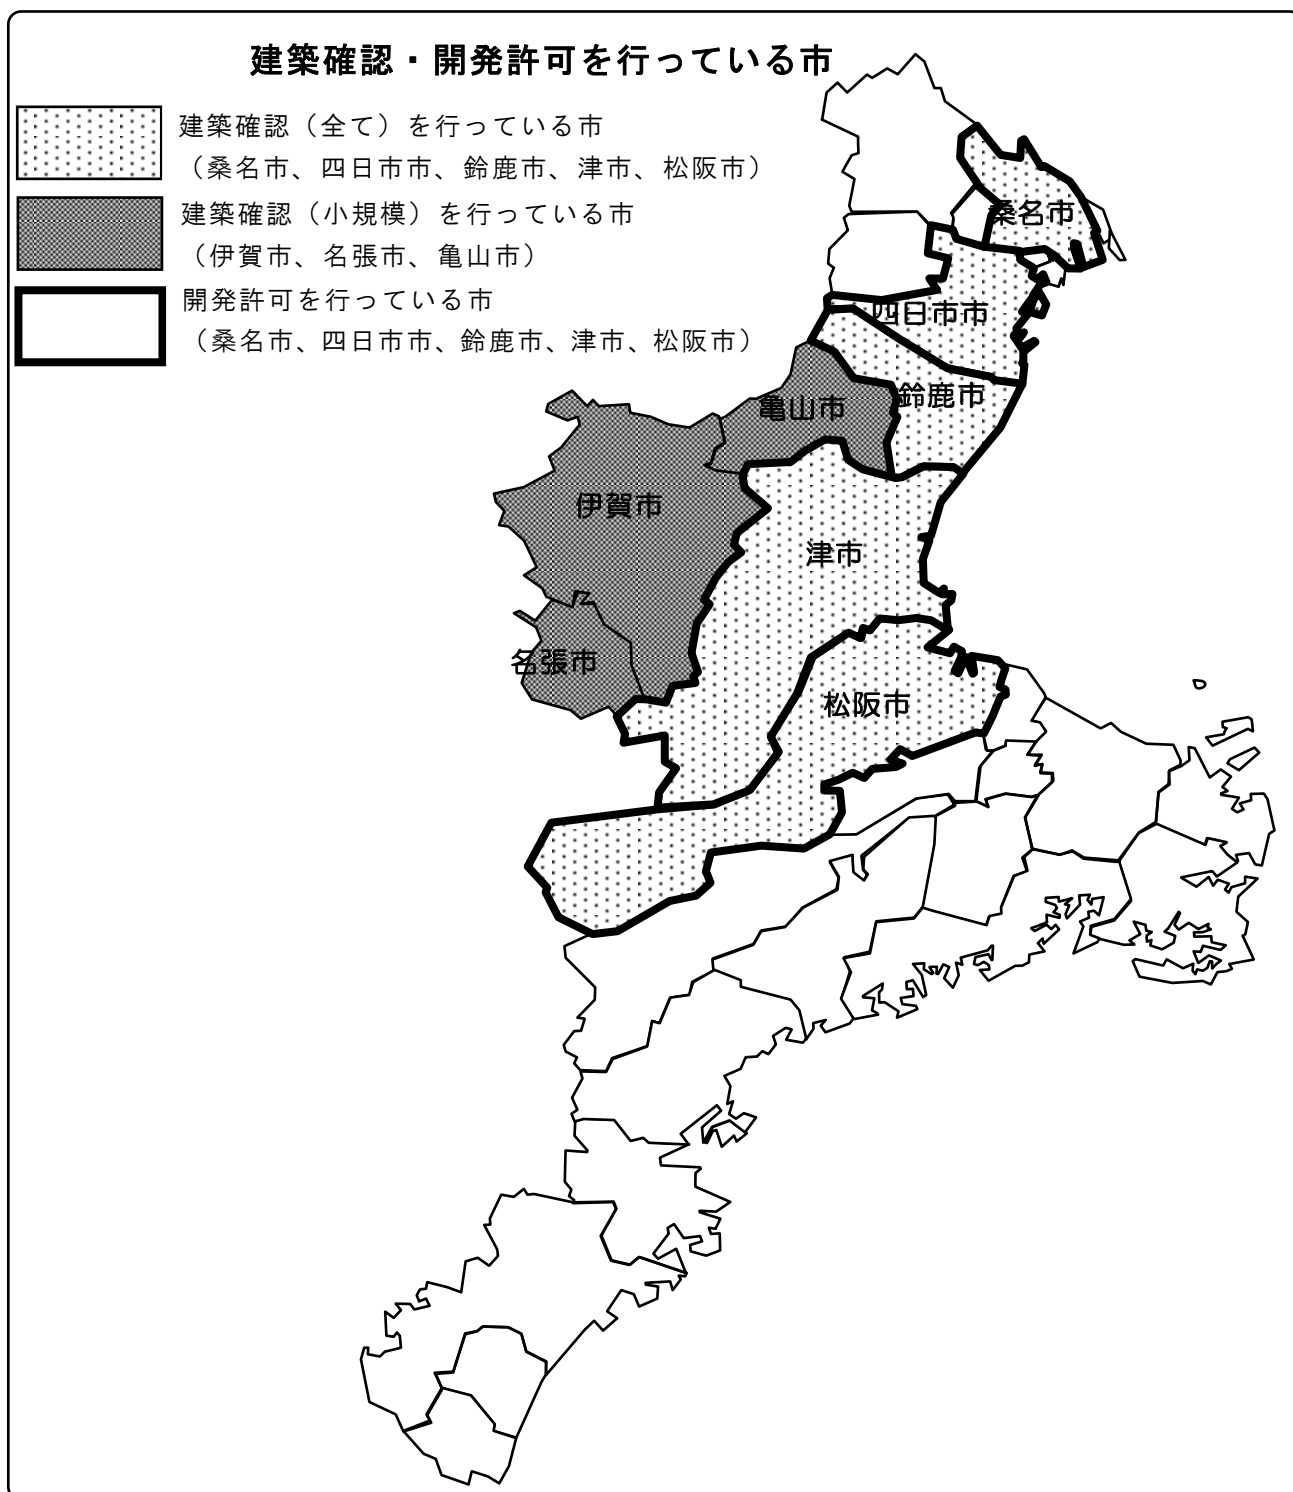 建築確認・開発許可を行っている市
建築確認（全て）を行っている市
（桑名市、四日市市、鈴鹿市、津市、松阪市）
建築確認（小規模）を行っている市
（伊賀市、名張市、亀山市）
開発許可を行っている市
（桑名市、四日市市、鈴鹿市、津市、松阪市）
桑名市
四日市市
鈴鹿市
亀山市
伊賀市
津市
名張市
松阪市